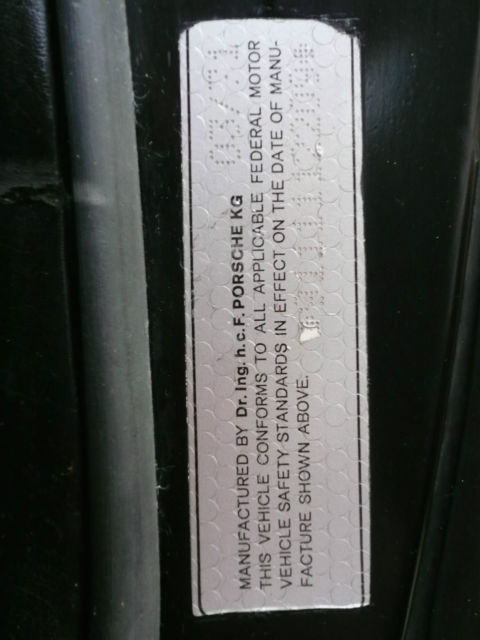 MANUFACTURED BY Dr. Ing. h. c. F. PORSCHE KG
THIS VEHICLE CONFORMS TO ALL APPLICABLE FEDERAL MOTOR
VEHICLE SAFETY STANDARDS IN EFFECT ON THE DATE OF MANU-
FACTURE SHOWN ABOVE.